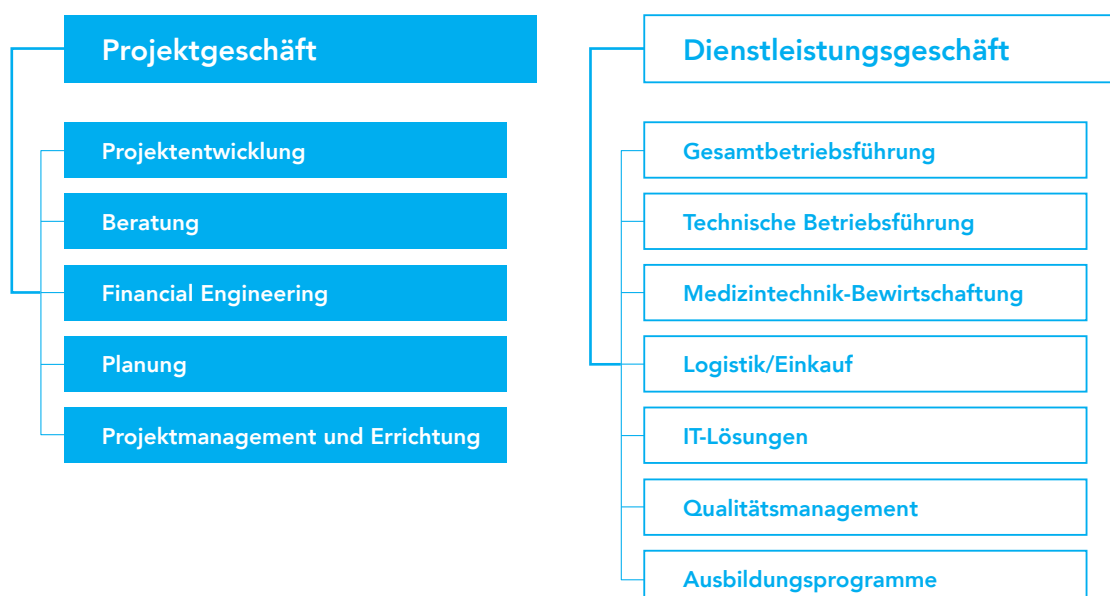 Projektgeschäft
Projektentwicklung
Beratung
Financial Engineering
Planung
Projektmanagement und Errichtung
Dienstleistungsgeschäft
Gesamtbetriebsführung
Technische Betriebsführung
Medizintechnik-Bewirtschaftung
Logistik/Einkauf
IT-Lösungen
Qualitätsmanagement
Ausbildungsprogramme